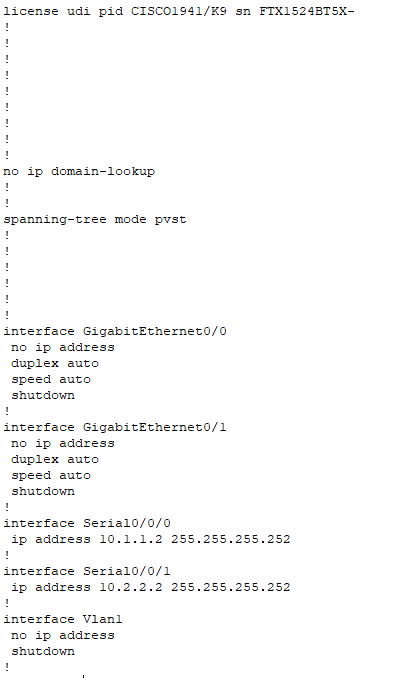 license udi pid CISCO1941/K9 sn FTX1524BT5X-
!
!
!
!
!
!
!
!
!
no ip domain-lookup
!
!
spanning-tree mode pvst
!
!
!
!
!
!
interface GigabitEthernet0/0
 no ip address
 duplex auto
 speed auto
 shutdown
!
interface GigabitEthernet0/1
 no ip address
 duplex auto
 speed auto
 shutdown
!
interface Serial0/0/0
 ip address 10.1.1.2 255.255.255.252
!
interface Serial0/0/1
 ip address 10.2.2.2 255.255.255.252
!
interface Vlan1
 no ip address
 shutdown
!